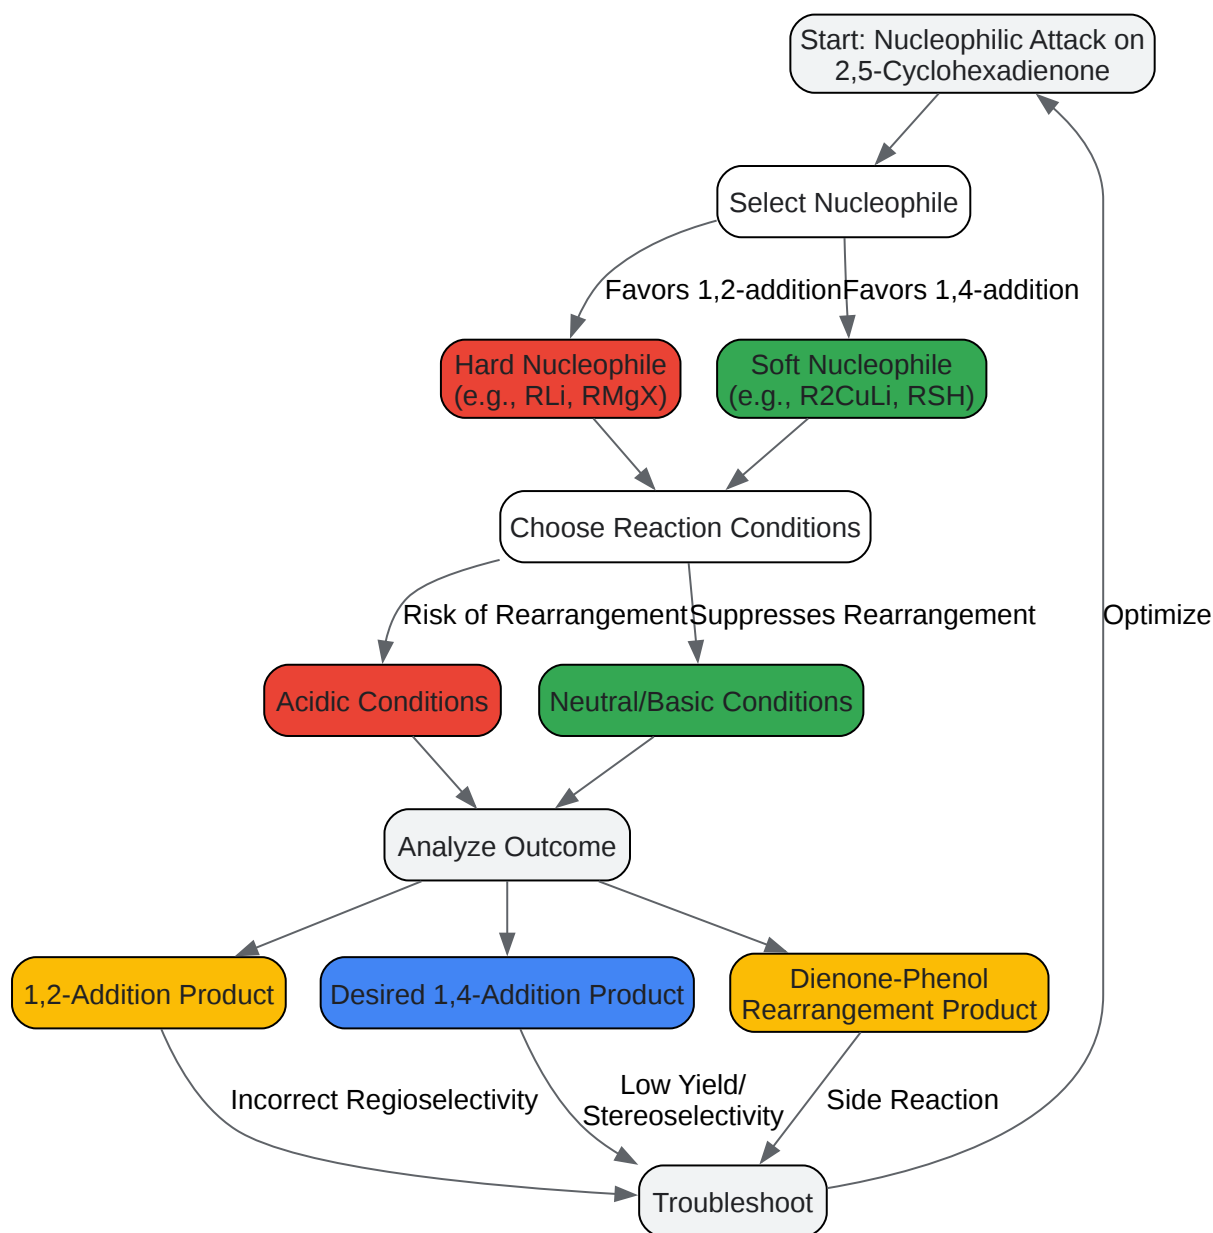 Start: Nucleophilic Attack on
2,5-Cyclohexadienone
Select Nucleophile
Favors 1,2-addition
Favors 1,4-addition
Hard Nucleophile
(e.g., RLi, RMgX)
Soft Nucleophile
(e.g., R2CuLi, RSH)
Choose Reaction Conditions
Risk of Rearrangement
Suppresses Rearrangement
Optimize
Acidic Conditions
Neutral/Basic Conditions
Analyze Outcome
1,2-Addition Product
Desired 1,4-Addition Product
Dienone-Phenol
Rearrangement Product
Incorrect Regioselectivity
Low Yield/
Stereoselectivity
Side Reaction
Troubleshoot